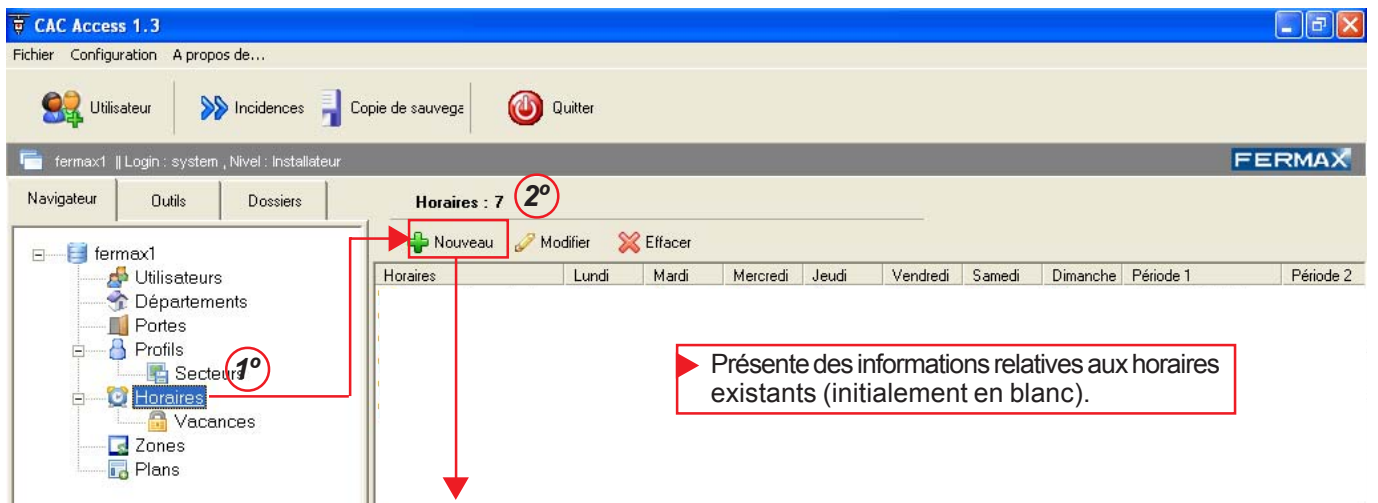 CAC Access 1.3
Fichier Configuration A propos de...
Utilisateur Incidences Copie de sauvega Quitter
fermax1 || Login : system , Nivel : Installateur FERMAX
Navigateur Outils Dossiers Horaires : 7 2º
Nouveau Modifier Effacer
Horaires Lundi Mardi Mercredi Jeudi Vendredi Samedi Dimanche Période 1 Période 2
fermax1
Utilisateurs
Départements
Portes
Profils
Secteurs 1º
Horaires
Vacances
Zones
Plans
Présente des informations relatives aux horaires
existants (initialement en blanc).